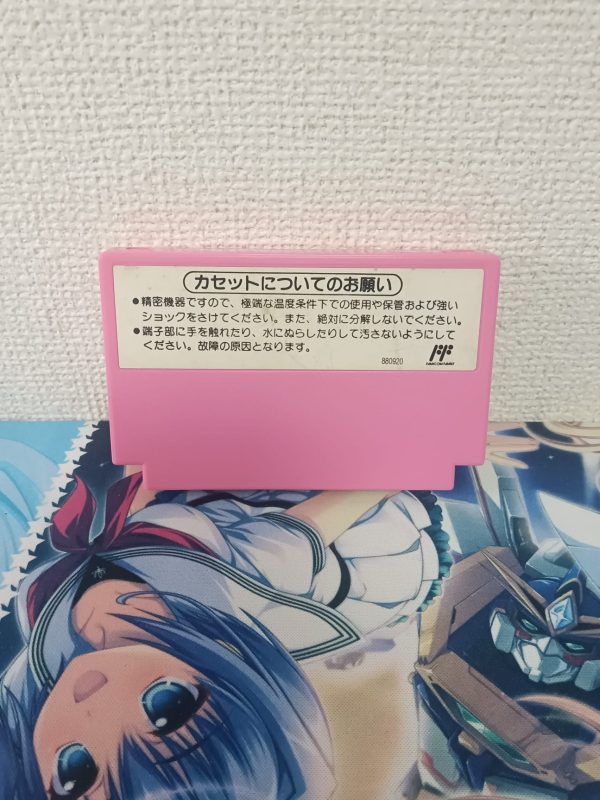 カセットについてのお願い
●精密機器ですので、極端な温度条件下での使用や保管および強い
ショックをさけてください。また、絶対に分解しないでください。
●端子部に手を触れたり、水にぬらしたりして汚さないようにして
ください。故障の原因となります。
880920
FAMICOM FAMILY